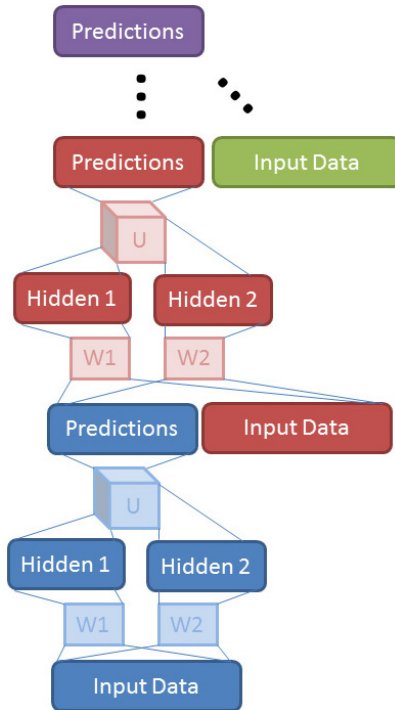 Predictions
Predictions
Input Data
U
Hidden 1
Hidden 2
W1
W2
Predictions
Input Data
U
Hidden 1
Hidden 2
W1
W2
Input Data